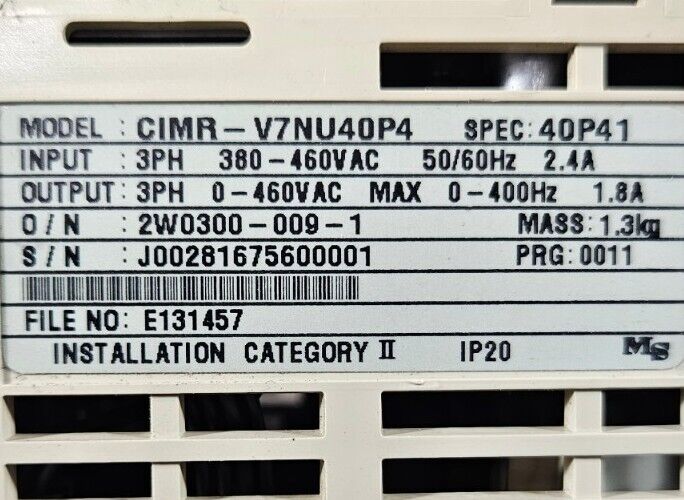 MODEL : CIMR-V7NU40P4 SPEC: 40P41
INPUT : 3PH 380-460VAC 50/60Hz 2.4A
OUTPUT : 3PH 0-460VAC MAX 0-400Hz 1.8A
O / N : 2W0300-009-1 MASS: 1.3kg
S / N : J00281675600001 PRG: 0011
FILE NO: E131457
INSTALLATION CATEGORY II IP20 MS